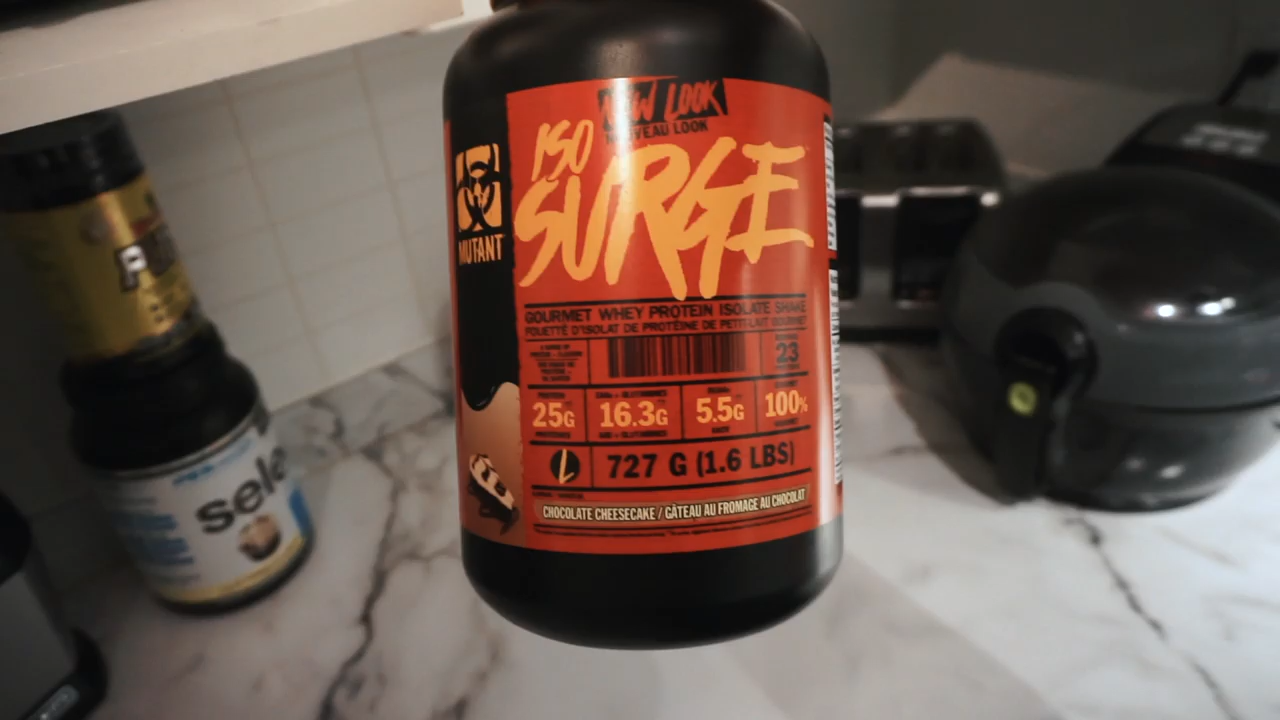 NEW LOOK
NOUVEAU LOOK
ISO
SURGE
MUTANT
GOURMET WHEY PROTEIN ISOLATE SHAKE
FOUETTÉ D'ISOLAT DE PROTÉINE DE PETIT-LAIT GOURMET
23
25G
16.3G
5.5G
100%
727 G (1.6 LBS)
CHOCOLATE CHEESECAKE / GÂTEAU AU FROMAGE AU CHOCOLAT
sele